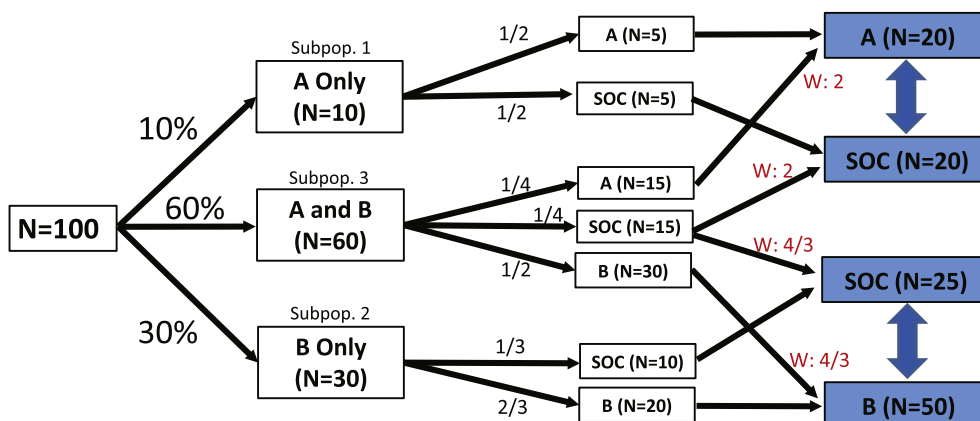 N=100
10%
60%
30%
Subpop. 1
A Only
(N=10)
Subpop. 3
A and B
(N=60)
Subpop. 2
B Only
(N=30)
1/2
1/2
1/4
1/4
1/2
1/3
2/3
A (N=5)
SOC (N=5)
A (N=15)
SOC (N=15)
B (N=30)
SOC (N=10)
B (N=20)
W: 2
W: 2
W: 4/3
W: 4/3
A (N=20)
SOC (N=20)
SOC (N=25)
B (N=50)